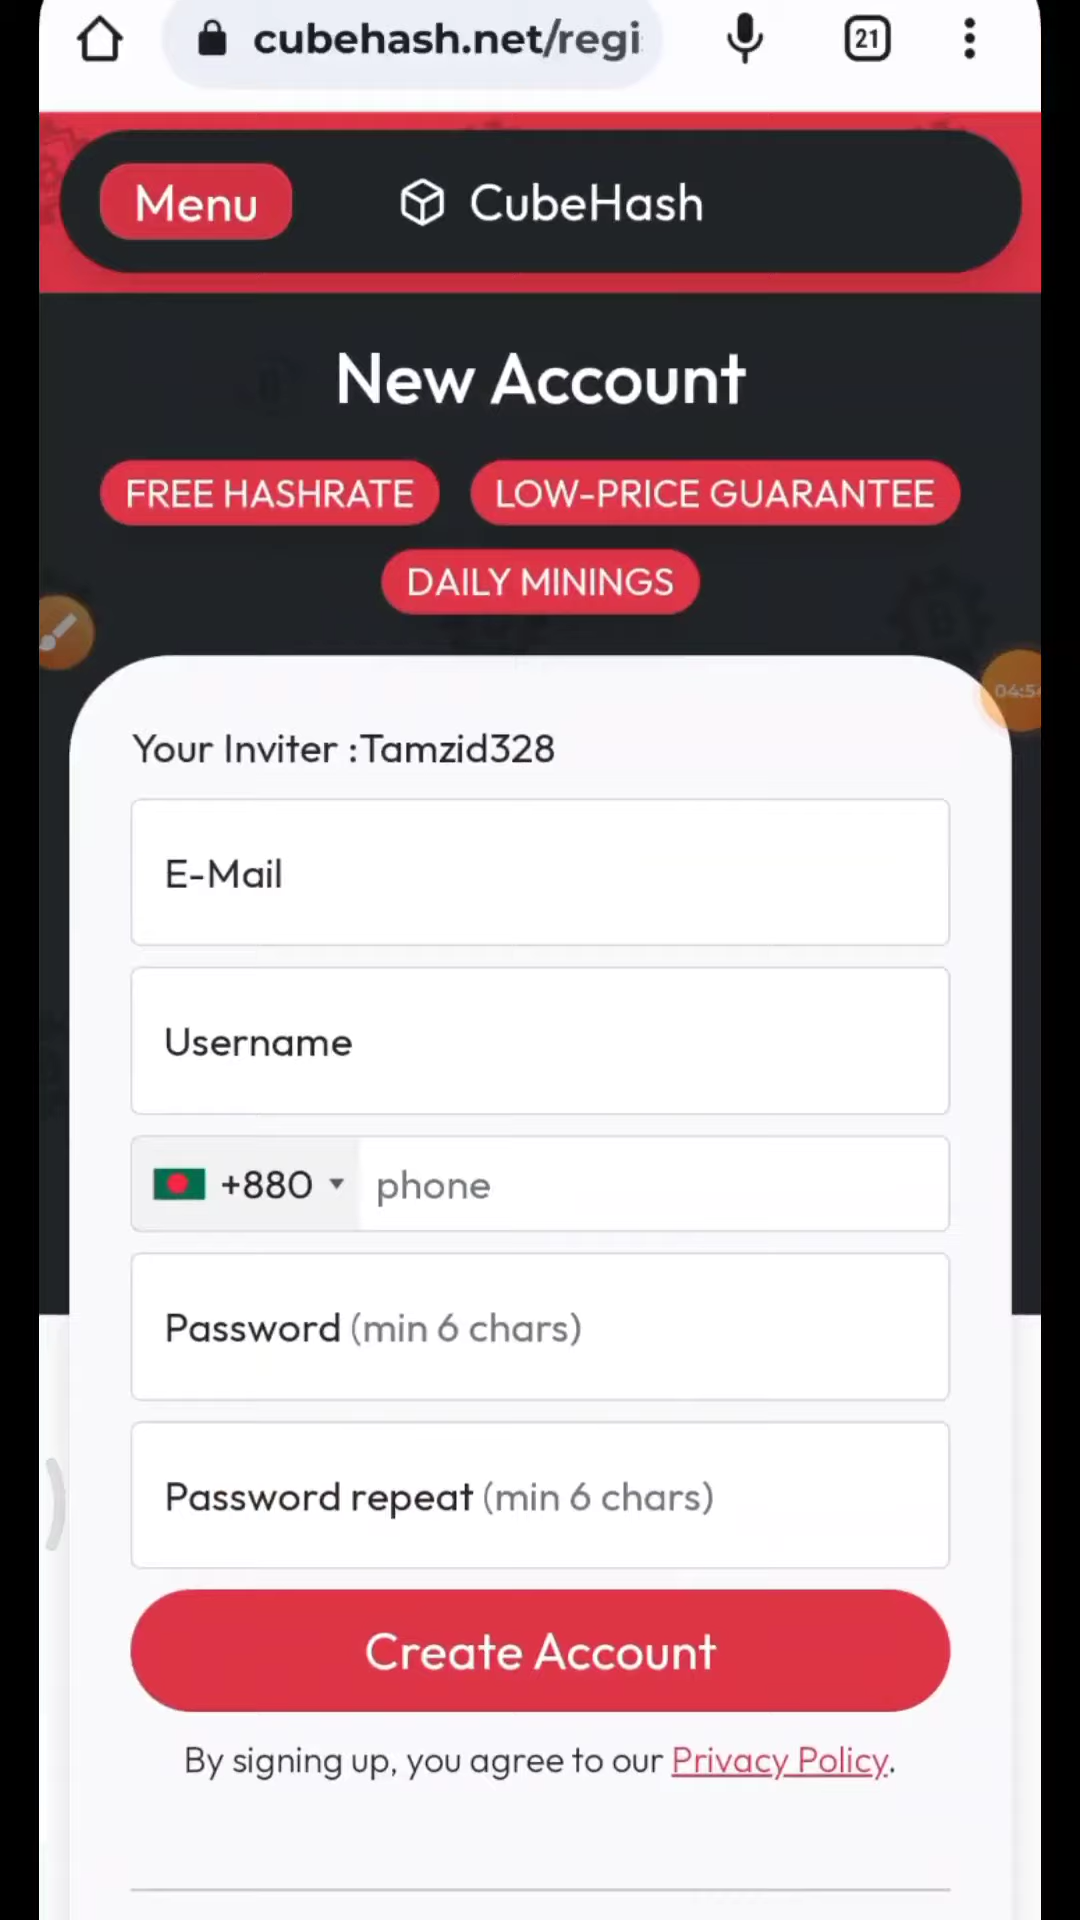 cubehash.net/regi
21
Menu
CubeHash
New Account
FREE HASHRATE
LOW-PRICE GUARANTEE
DAILY MININGS
Your Inviter :Tamzid328
E-Mail
Username
+880
phone
Password (min 6 chars)
Password repeat (min 6 chars)
Create Account
By signing up, you agree to our Privacy Policy.